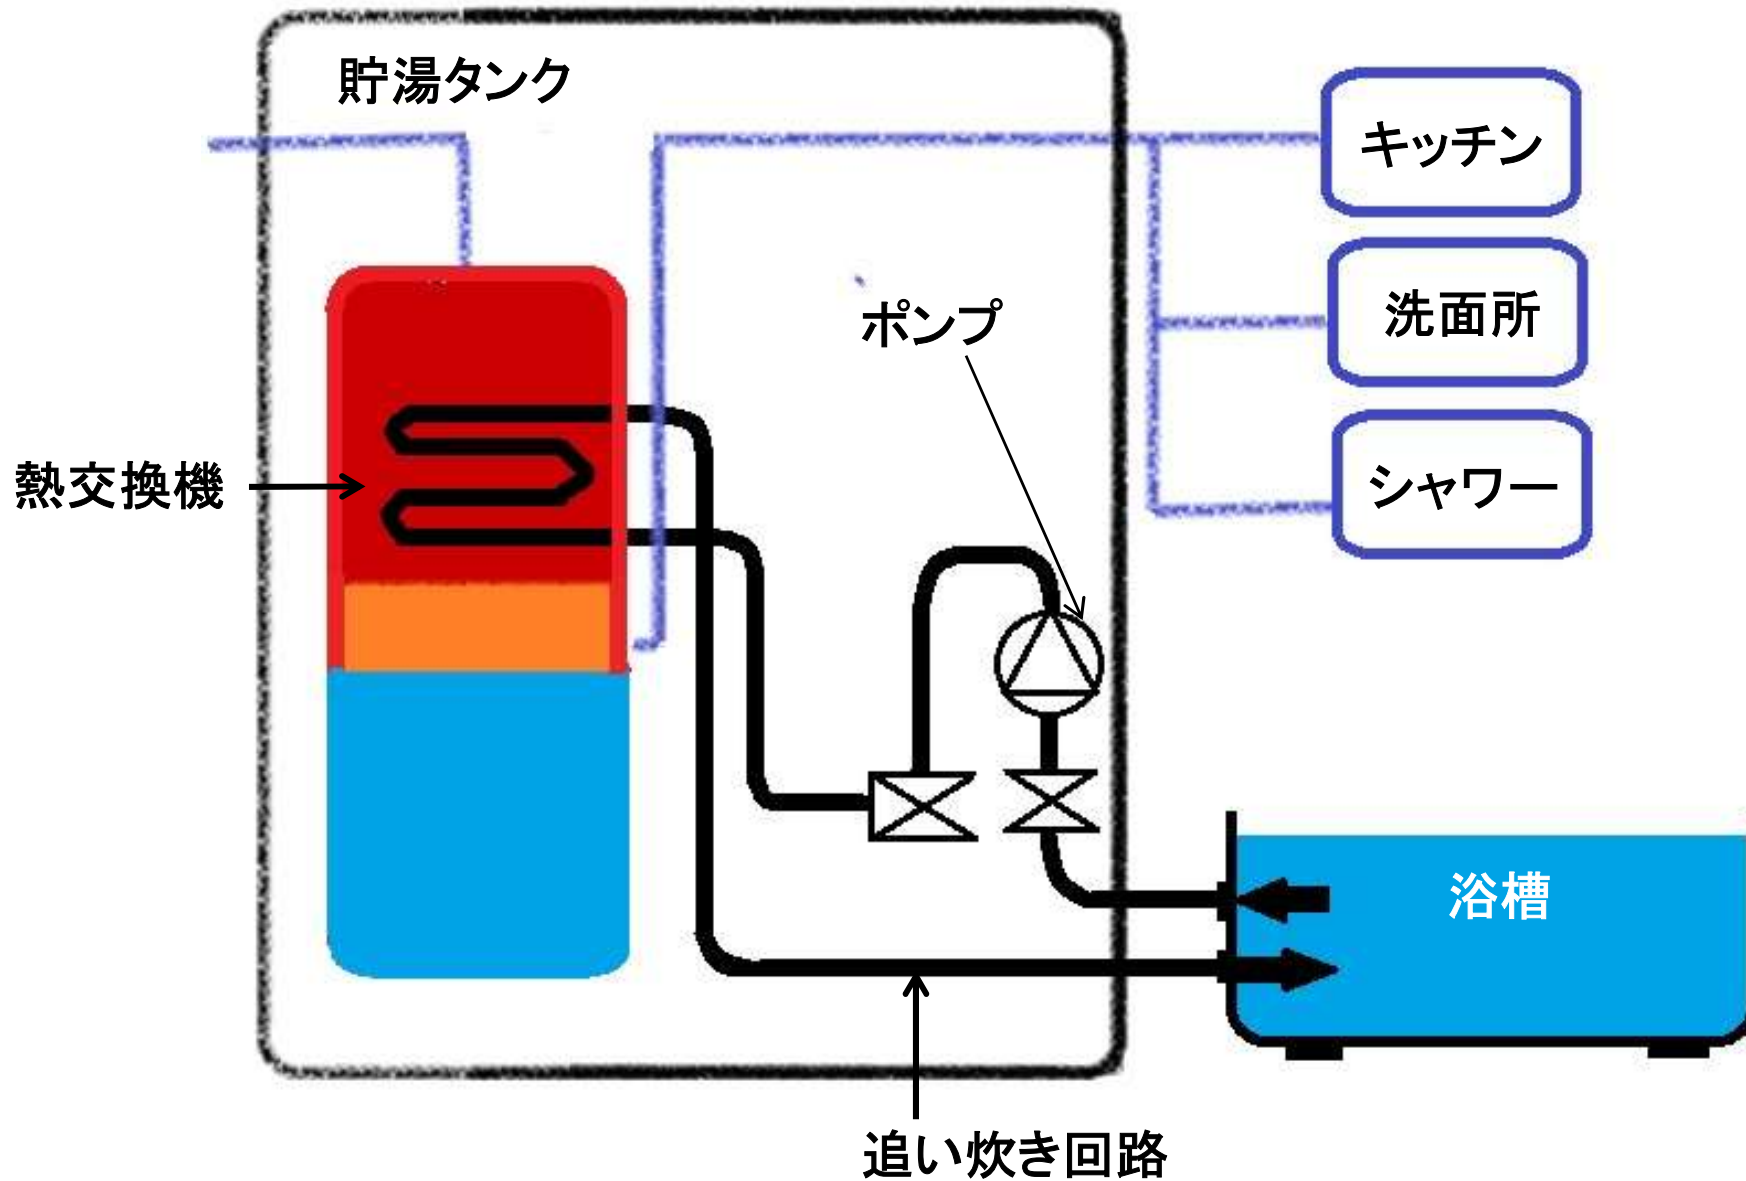 貯湯タンク
キッチン
洗面所
ポンプ
熱交換機
シャワー
浴槽
追い炊き回路